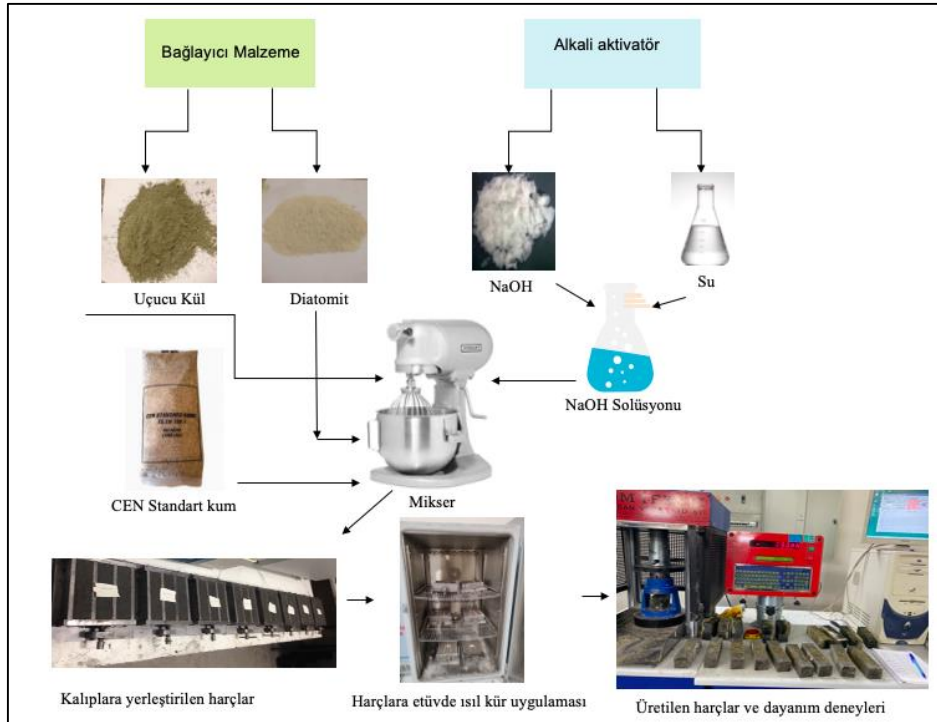 Bağlayıcı Malzeme
Alkali aktivatör
Uçucu Kül
Diatomit
NaOH
Su
NaOH Solüsyonu
CEN Standart kum
Mikser
Kalıplara yerleştirilen harçlar
Harçlara etüvde ısıl kür uygulaması
Üretilen harçlar ve dayanım deneyleri